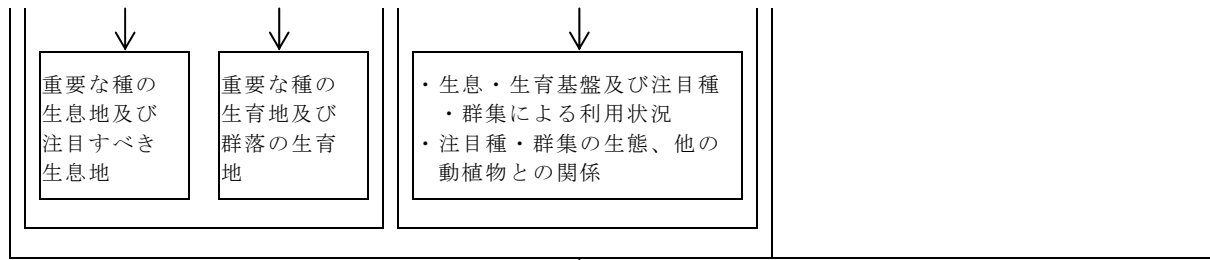 重要な種の
生息地及び
注目すべき
生息地
重要な種の
生育地及び
群落の生育
地
・生息・生育基盤及び注目種
・群集による利用状況
・注目種・群集の生態、他の
動植物との関係